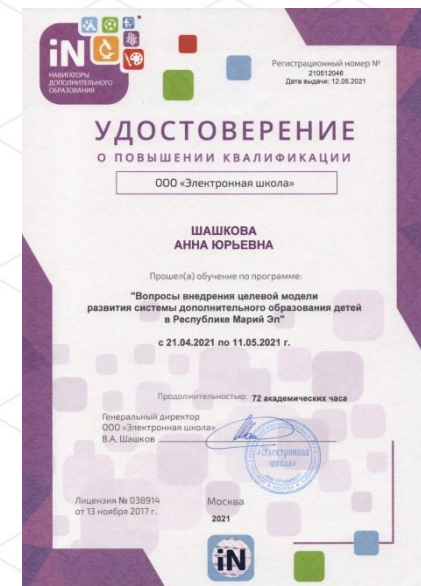 iN
НАВИГАТОРЫ
ДОПОЛНИТЕЛЬНОГО
ОБРАЗОВАНИЯ
Регистрационный номер №
210512046
Дата выдачи: 12.05.2021
УДОСТОВЕРЕНИЕ
О ПОВЫШЕНИИ КВАЛИФИКАЦИИ
ООО «Электронная школа»
ШАШКОВА
АННА ЮРЬЕВНА
Прошел(а) обучение по программе:
"Вопросы внедрения целевой модели
развития системы дополнительного образования детей
в Республике Марий Эл"
с 21.04.2021 по 11.05.2021 г.
Продолжительностью: 72 академических часа
Генеральный директор
ООО «Электронная школа»
В.А. Шашков
«Электронная
школа»
Лицензия № 038914
от 13 ноября 2017 г.
Москва
2021
iN